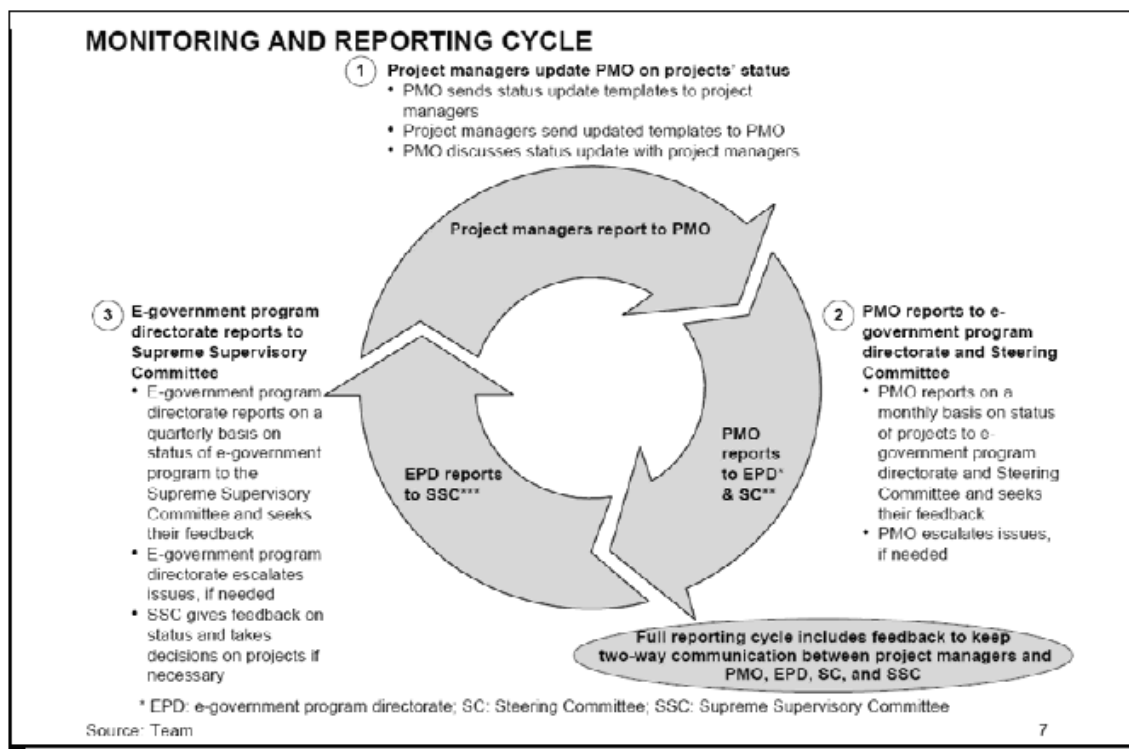 MONITORING AND REPORTING CYCLE
1
Project managers update PMO on projects' status
• PMO sends status update templates to project
managers
• Project managers send updated templates to PMO
• PMO discusses status update with project managers
Project managers report to PMO
2
PMO reports to e-
government program
directorate and Steering
Committee
• PMO reports on a
monthly basis on status
of projects to e-
government program
directorate and Steering
Committee and seeks
their feedback
• PMO escalates issues,
if needed
PMO
reports
to EPD*
& SC**
3
E-government program
directorate reports to
Supreme Supervisory
Committee
• E-government program
directorate reports on a
quarterly basis on
status of e-government
program to the
Supreme Supervisory
Committee and seeks
their feedback
• E-government program
directorate escalates
issues, if needed
• SSC gives feedback on
status and takes
decisions on projects if
necessary
EPD reports
to SSC***
Full reporting cycle includes feedback to keep
two-way communication between project managers and
PMO, EPD, SC, and SSC
* EPD: e-government program directorate; SC: Steering Committee; SSC: Supreme Supervisory Committee
Source: Team
7